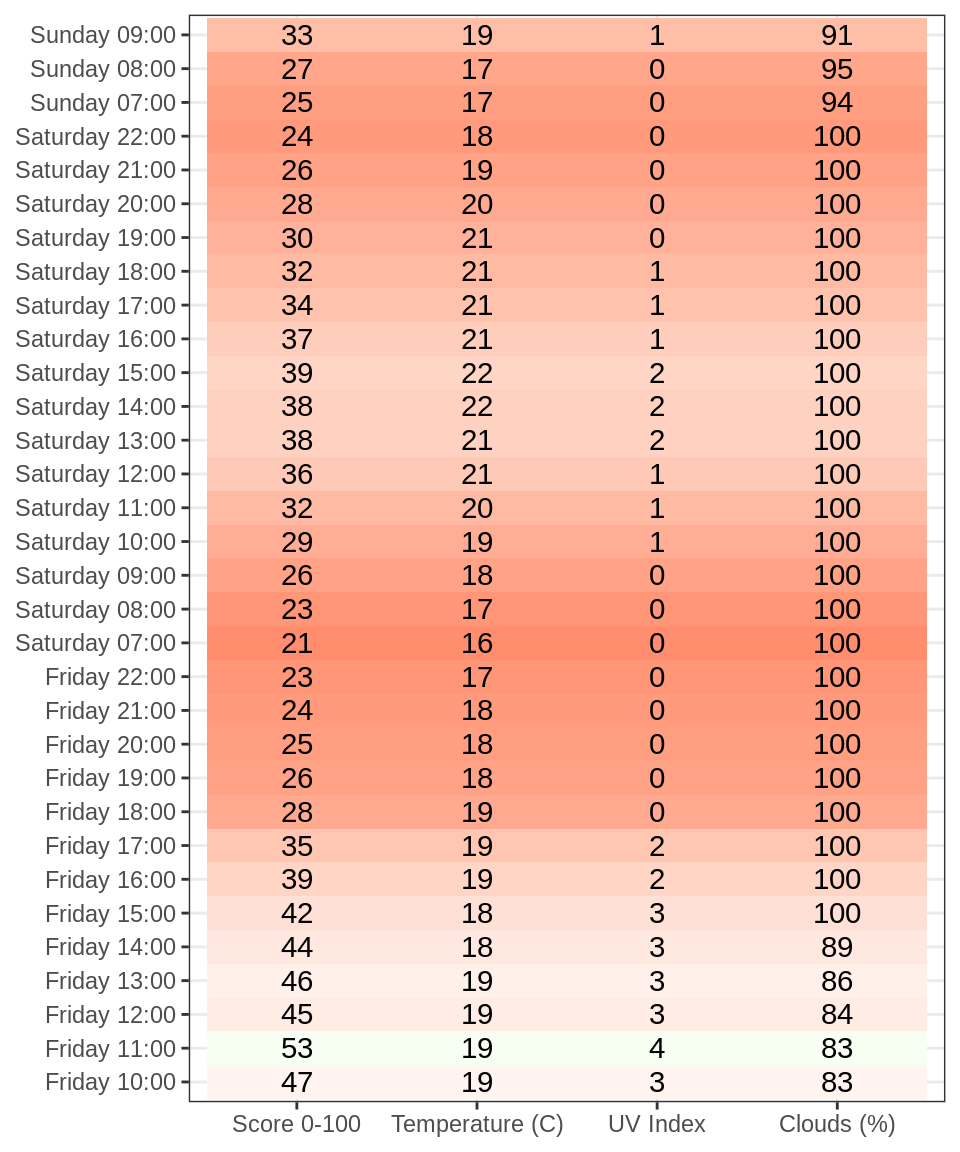 Sunday 09:00 33 19 1 91
Sunday 08:00 27 17 0 95
Sunday 07:00 25 17 0 94
Saturday 22:00 24 18 0 100
Saturday 21:00 26 19 0 100
Saturday 20:00 28 20 0 100
Saturday 19:00 30 21 0 100
Saturday 18:00 32 21 1 100
Saturday 17:00 34 21 1 100
Saturday 16:00 37 21 1 100
Saturday 15:00 39 22 2 100
Saturday 14:00 38 22 2 100
Saturday 13:00 38 21 2 100
Saturday 12:00 36 21 1 100
Saturday 11:00 32 20 1 100
Saturday 10:00 29 19 1 100
Saturday 09:00 26 18 0 100
Saturday 08:00 23 17 0 100
Saturday 07:00 21 16 0 100
Friday 22:00 23 17 0 100
Friday 21:00 24 18 0 100
Friday 20:00 25 18 0 100
Friday 19:00 26 18 0 100
Friday 18:00 28 19 0 100
Friday 17:00 35 19 2 100
Friday 16:00 39 19 2 100
Friday 15:00 42 18 3 100
Friday 14:00 44 18 3 89
Friday 13:00 46 19 3 86
Friday 12:00 45 19 3 84
Friday 11:00 53 19 4 83
Friday 10:00 47 19 3 83
Score 0-100 Temperature (C) UV Index Clouds (%)